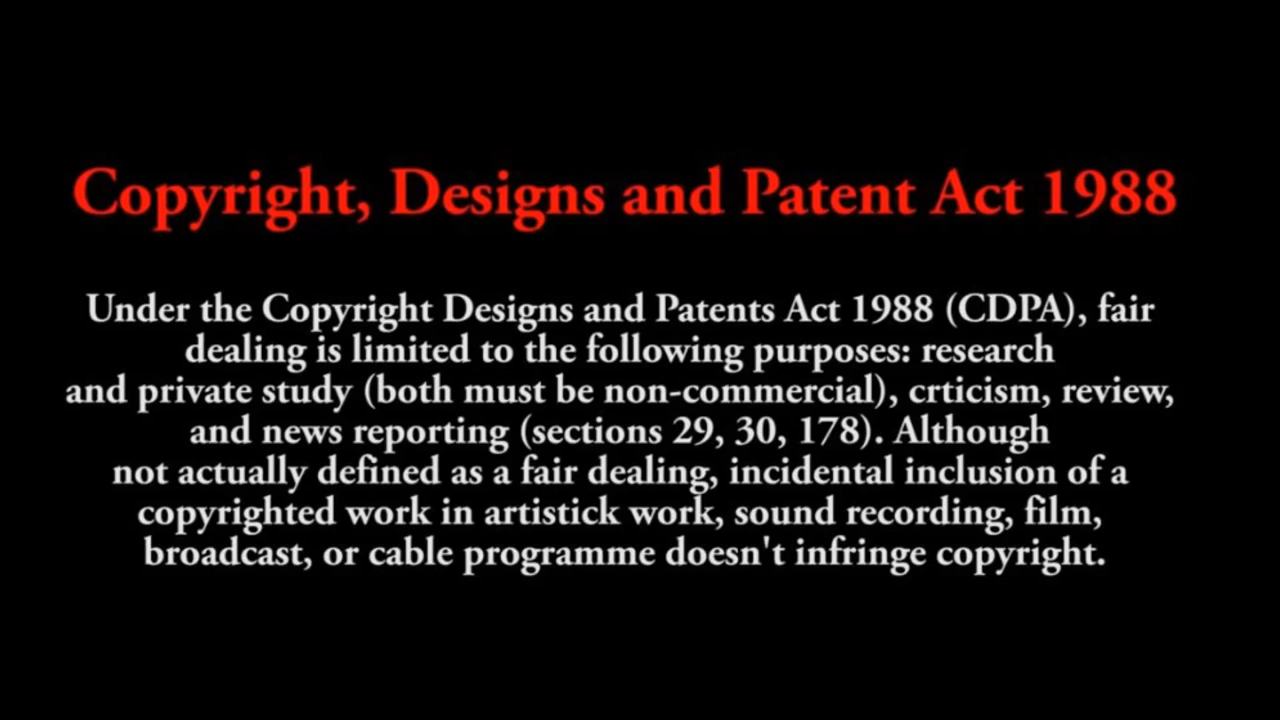 Copyright, Designs and Patent Act 1988
Under the Copyright Designs and Patents Act 1988 (CDPA), fair
dealing is limited to the following purposes: research
and private study (both must be non-commercial), crticism, review,
and news reporting (sections 29, 30, 178). Although
not actually defined as a fair dealing, incidental inclusion of a
copyrighted work in artistick work, sound recording, film,
broadcast, or cable programme doesn't infringe copyright.